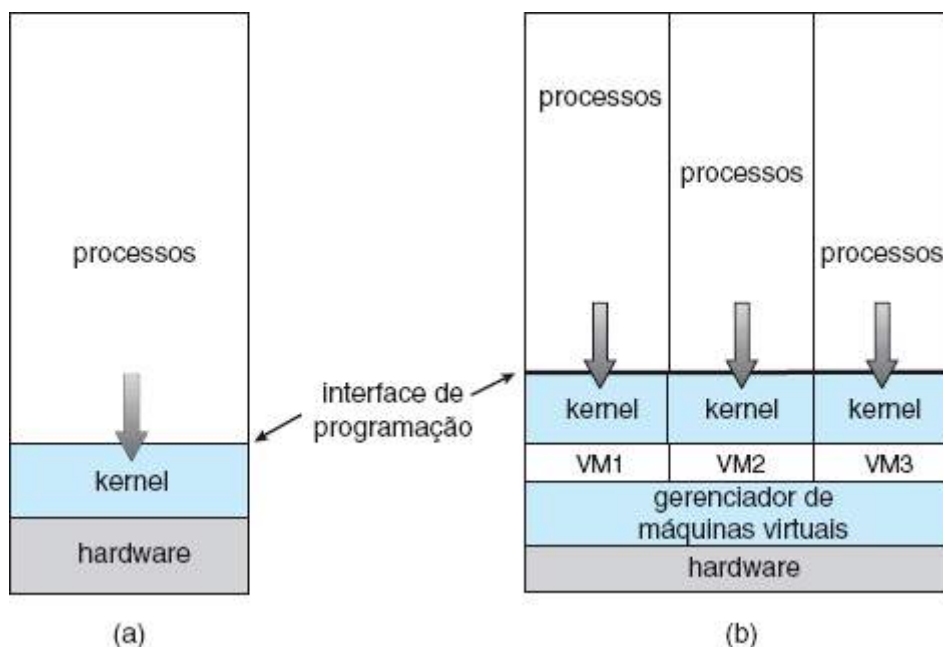 processos
kernel
hardware
(a)
interface de
programação
processos
processos
processos
kernel
kernel
kernel
VM1
VM2
VM3
gerenciador de
máquinas virtuais
hardware
(b)